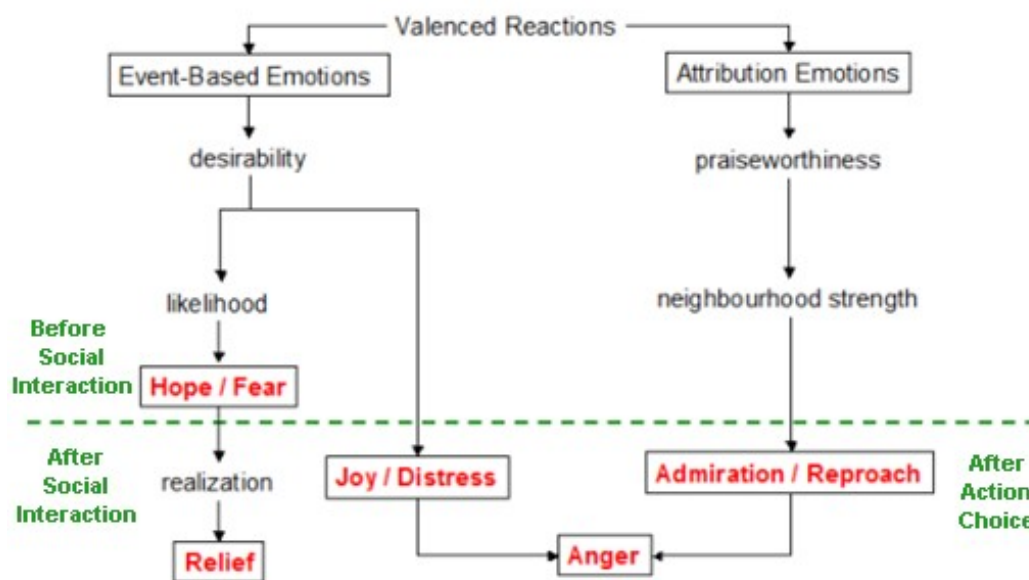 Valenced Reactions
Event-Based Emotions
Attribution Emotions
desirability
praiseworthiness
likelihood
neighbourhood strength
Before
Social
Interaction
Hope / Fear
After
Social
Interaction
realization
Joy / Distress
Admiration / Reproach
After
Action
Choice
Relief
Anger